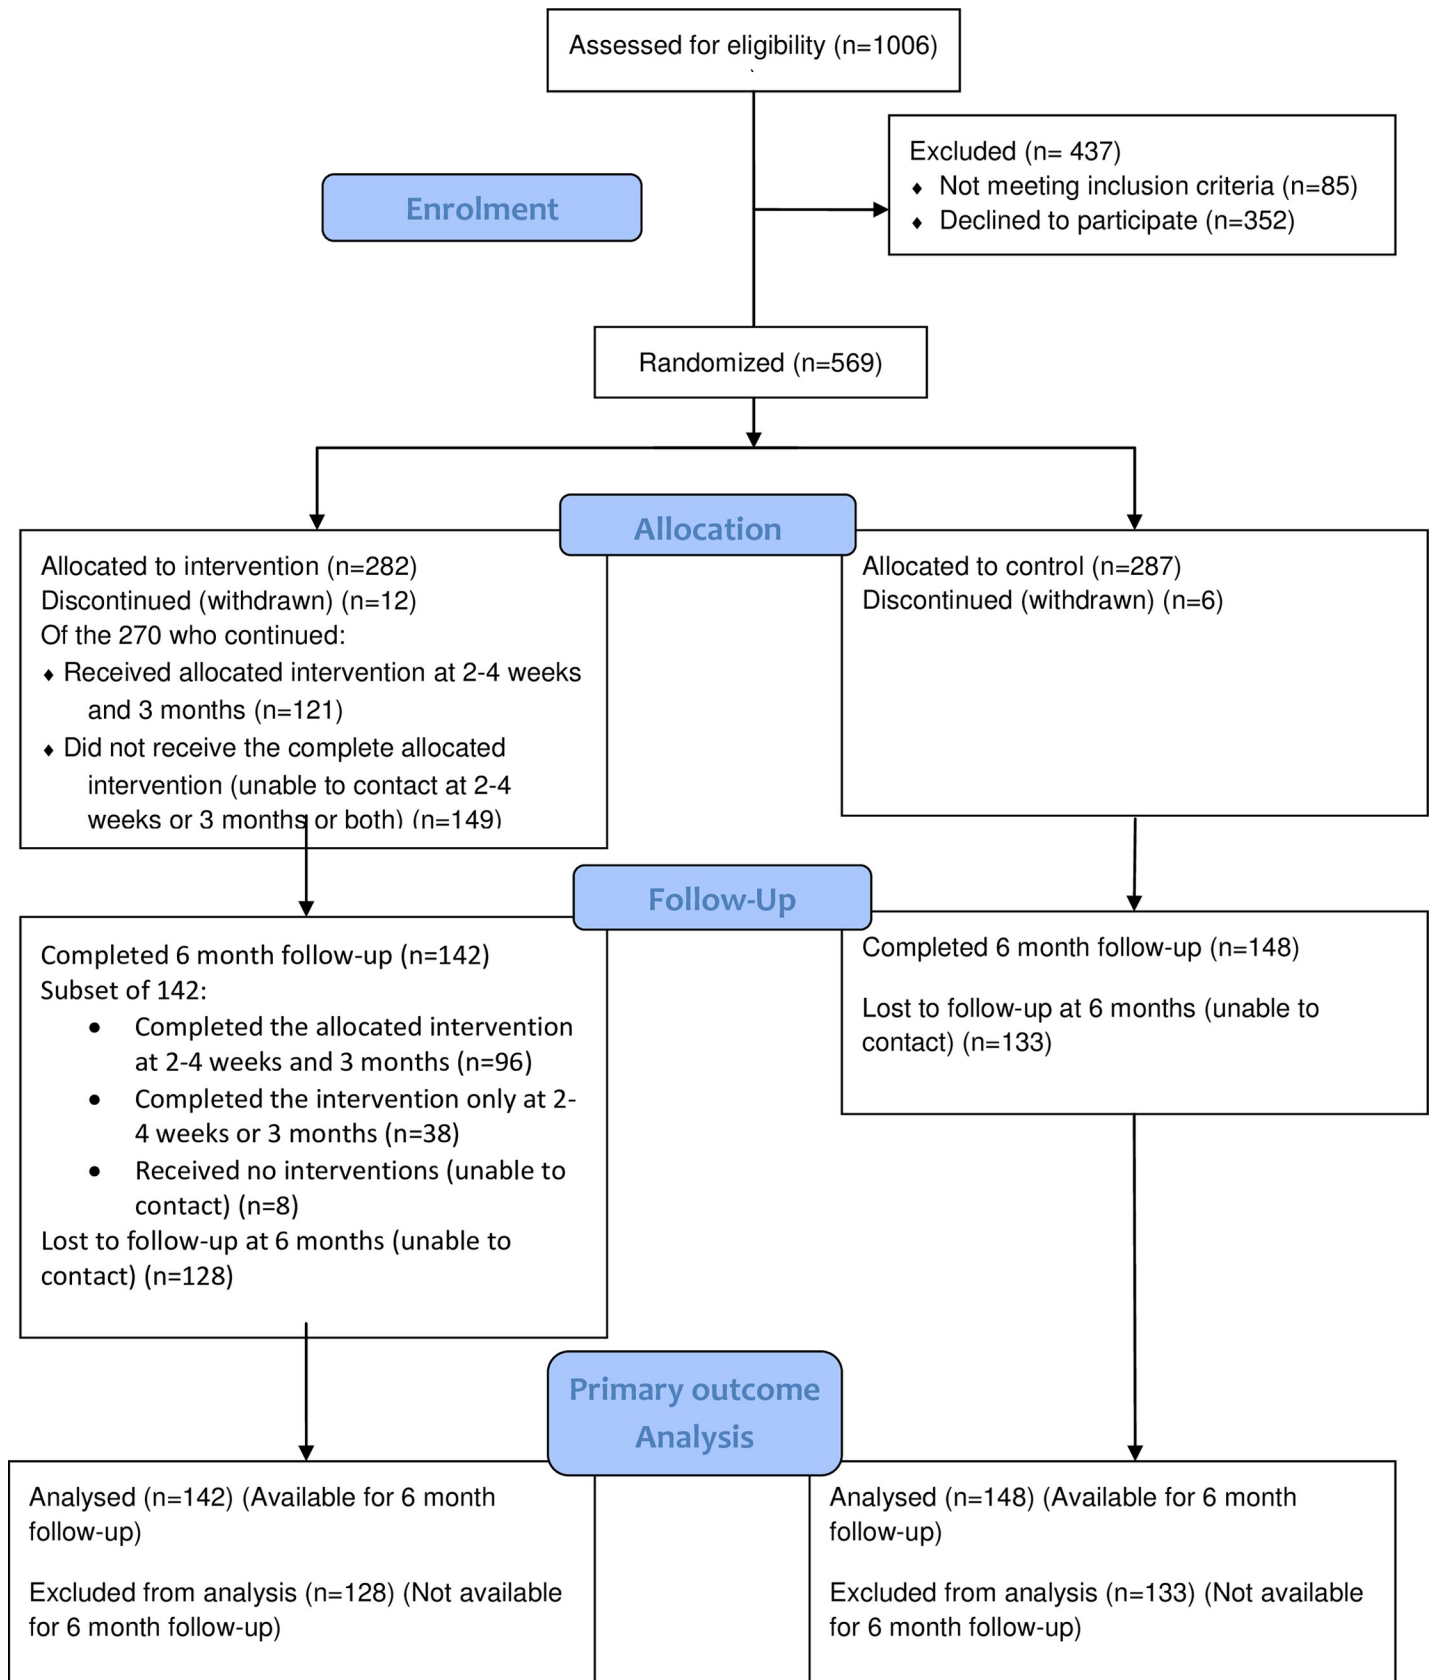 Assessed for eligibility (n=1006)
Excluded (n= 437)
♦ Not meeting inclusion criteria (n=85)
♦ Declined to participate (n=352)
Enrolment
Randomized (n=569)
Allocation
Allocated to intervention (n=282)
Discontinued (withdrawn) (n=12)
Of the 270 who continued:
♦ Received allocated intervention at 2-4 weeks
and 3 months (n=121)
♦ Did not receive the complete allocated
intervention (unable to contact at 2-4
weeks or 3 months or both) (n=149)
Allocated to control (n=287)
Discontinued (withdrawn) (n=6)
Follow-Up
Completed 6 month follow-up (n=142)
Subset of 142:
• Completed the allocated intervention
at 2-4 weeks and 3 months (n=96)
• Completed the intervention only at 2-
4 weeks or 3 months (n=38)
• Received no interventions (unable to
contact) (n=8)
Lost to follow-up at 6 months (unable to
contact) (n=128)
Completed 6 month follow-up (n=148)
Lost to follow-up at 6 months (unable to
contact) (n=133)
Primary outcome
Analysis
Analysed (n=142) (Available for 6 month
follow-up)
Excluded from analysis (n=128) (Not available
for 6 month follow-up)
Analysed (n=148) (Available for 6 month
follow-up)
Excluded from analysis (n=133) (Not available
for 6 month follow-up)